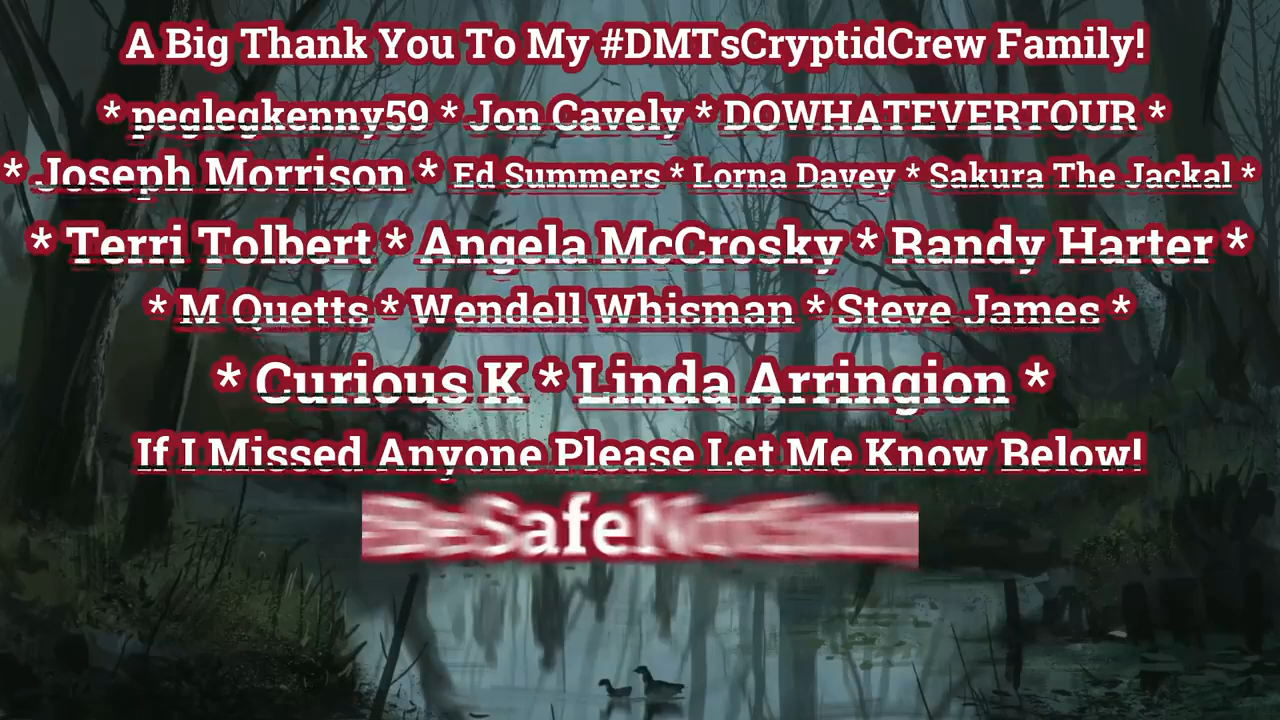 A Big Thank You To My #DMTsCryptidCrew Family!
* peglegkenny59 * Jon Cavely * DOWHATEVERTOUR *
* Joseph Morrison * Ed Summers * Lorna Davey * Sakura The Jackal *
* Terri Tolbert * Angela McCrosky * Randy Harter *
* M Quetts * Wendell Whisman * Steve James *
* Curious K * Linda Arringion *
If I Missed Anyone Please Let Me Know Below!